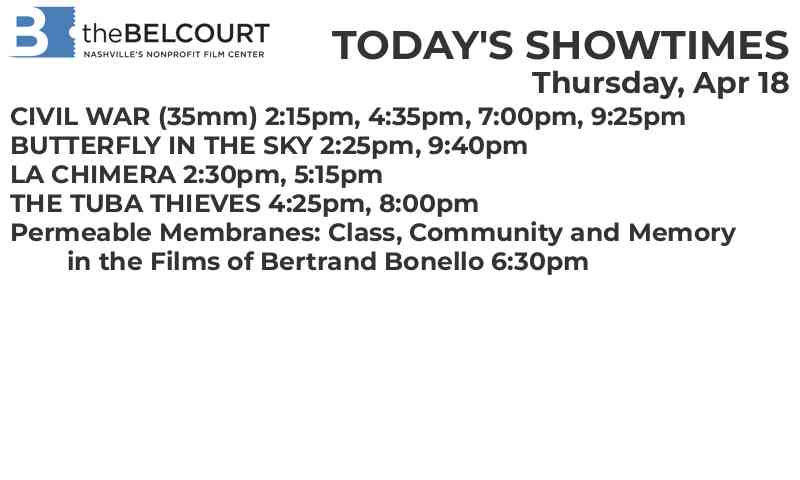 B theBELCOURT
NASHVILLE'S NONPROFIT FILM CENTER
TODAY'S SHOWTIMES
Thursday, Apr 18
CIVIL WAR (35mm) 2:15pm, 4:35pm, 7:00pm, 9:25pm
BUTTERFLY IN THE SKY 2:25pm, 9:40pm
LA CHIMERA 2:30pm, 5:15pm
THE TUBA THIEVES 4:25pm, 8:00pm
Permeable Membranes: Class, Community and Memory
in the Films of Bertrand Bonello 6:30pm